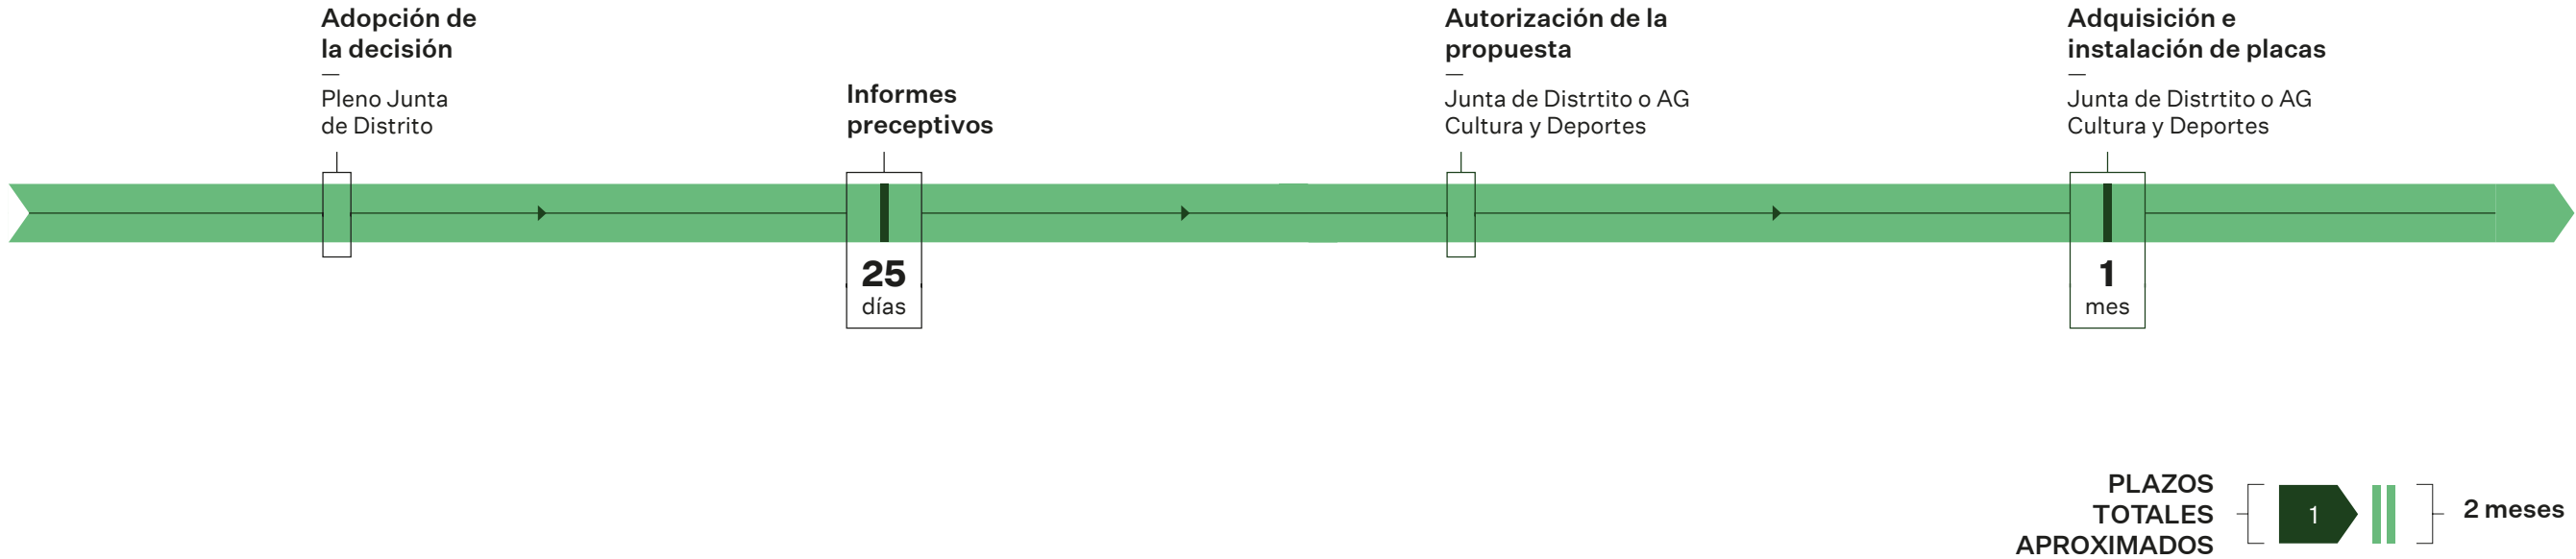 Adopción de
la decisión
—
Pleno Junta
de Distrito
Informes
preceptivos
25
días
Autorización de la
propuesta
—
Junta de Distrtito o AG
Cultura y Deportes
Adquisición e
instalación de placas
—
Junta de Distrtito o AG
Cultura y Deportes
1
mes
PLAZOS
TOTALES
APROXIMADOS
1
2 meses